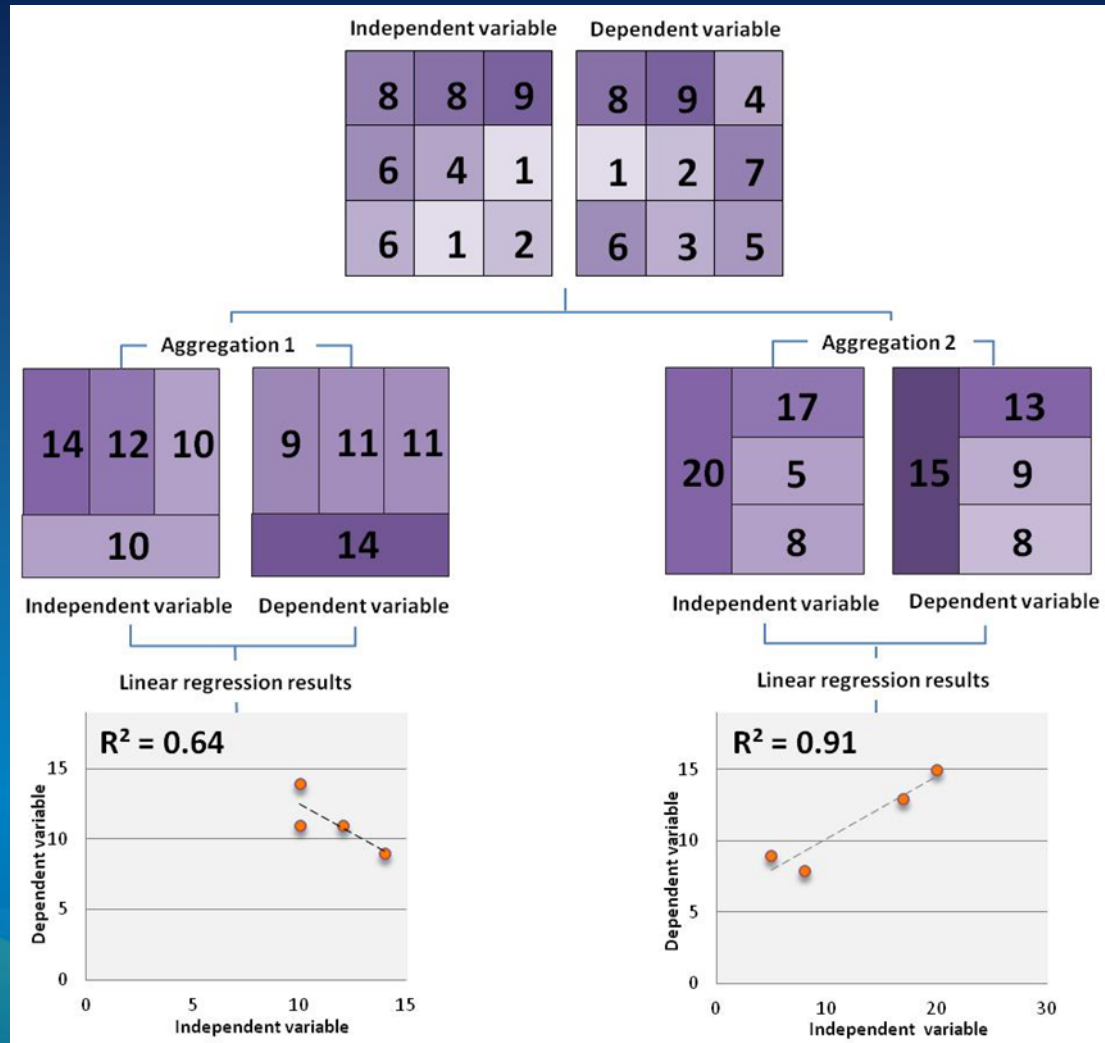 Independent variable Dependent variable
8 8 9 8 9 4
6 4 1 1 2 7
6 1 2 6 3 5
Aggregation 1
14 12 10 9 11 11
10 14
Independent variable Dependent variable
Linear regression results
R² = 0.64
Dependent variable
15
10
5
0
0 5 10 15
Independent variable
Aggregation 2
17 13
20 5 15 9
8 8
Independent variable Dependent variable
Linear regression results
R² = 0.91
Dependent variable
15
10
5
0
0 10 20 30
Independent variable